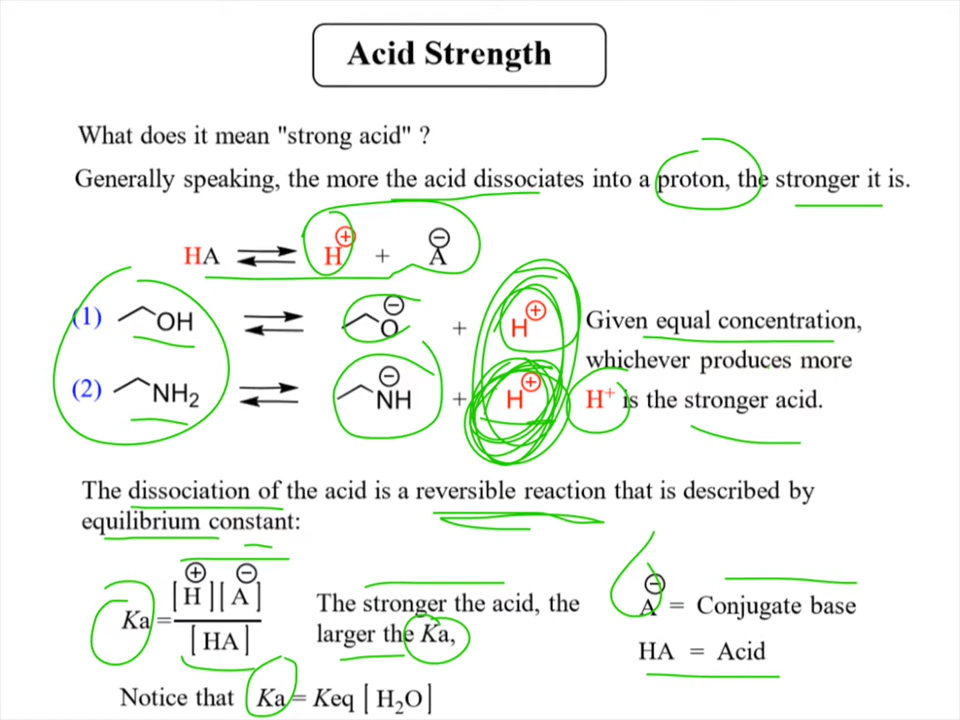 Acid Strength
What does it mean "strong acid" ?
Generally speaking, the more the acid dissociates into a proton, the stronger it is.
HA ⇌ H⊕ + A⊖
(1) OH ⇌ O⊖ + H⊕ Given equal concentration,
whichever produces more
(2) NH₂ ⇌ NH⊖ + H⊕ H⁺ is the stronger acid.
The dissociation of the acid is a reversible reaction that is described by
equilibrium constant:
Ka = [H⊕][A⊖] / [HA]
The stronger the acid, the
larger the Ka,
A⊖ = Conjugate base
HA = Acid
Notice that Ka = Keq [H₂O]